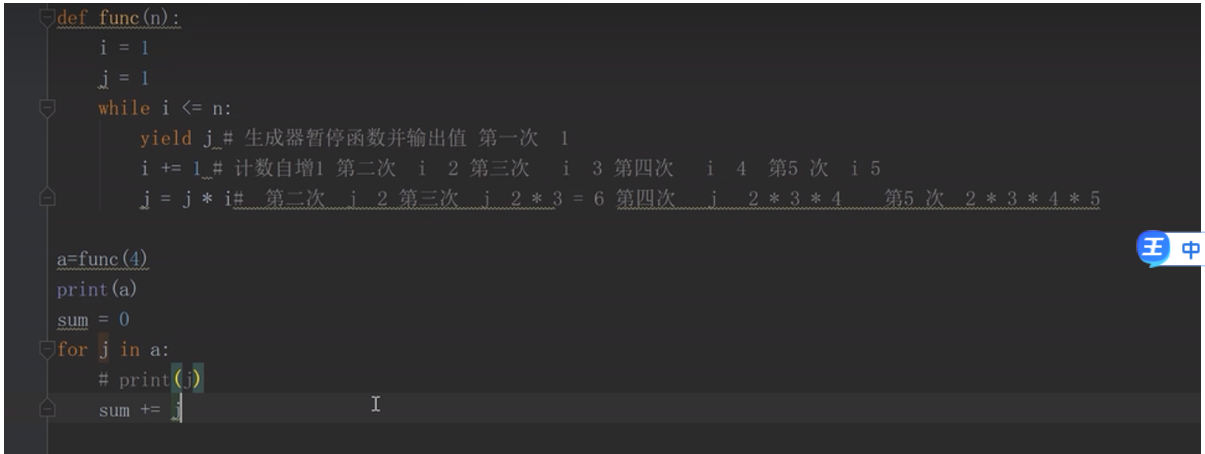 def func(n):
    i = 1
    j = 1
    while i <= n:
        yield j # 生成器暂停函数并输出值 第一次  1
        i += 1 # 计数自增1 第二次  i  2 第三次   i  3 第四次   i  4  第5 次  i 5
        j = j * i#  第二次  j  2 第三次  j  2 * 3 = 6 第四次   j   2 * 3 * 4    第5 次  2 * 3 * 4 * 5
a=func(4)
print(a)
sum = 0
for j in a:
    # print(j)
    sum += j
王 中